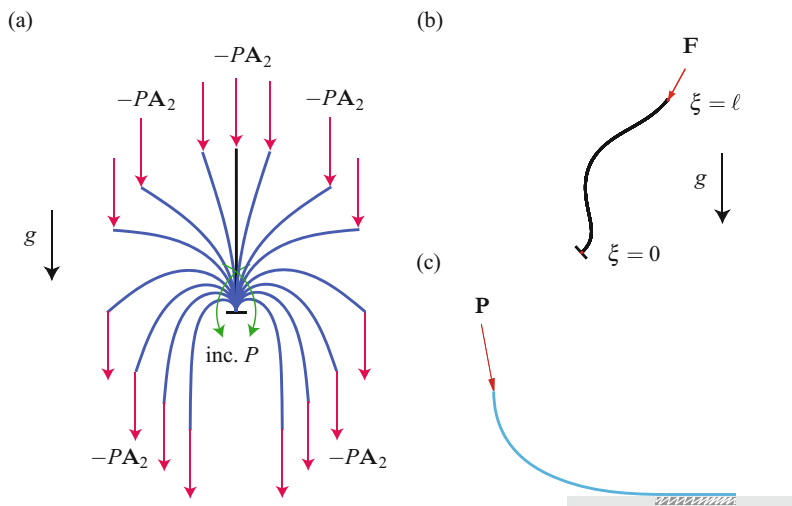 (a)
−PA₂
−PA₂
−PA₂
g
inc. P
−PA₂
−PA₂
(b)
F
ξ = ℓ
g
ξ = 0
(c)
P